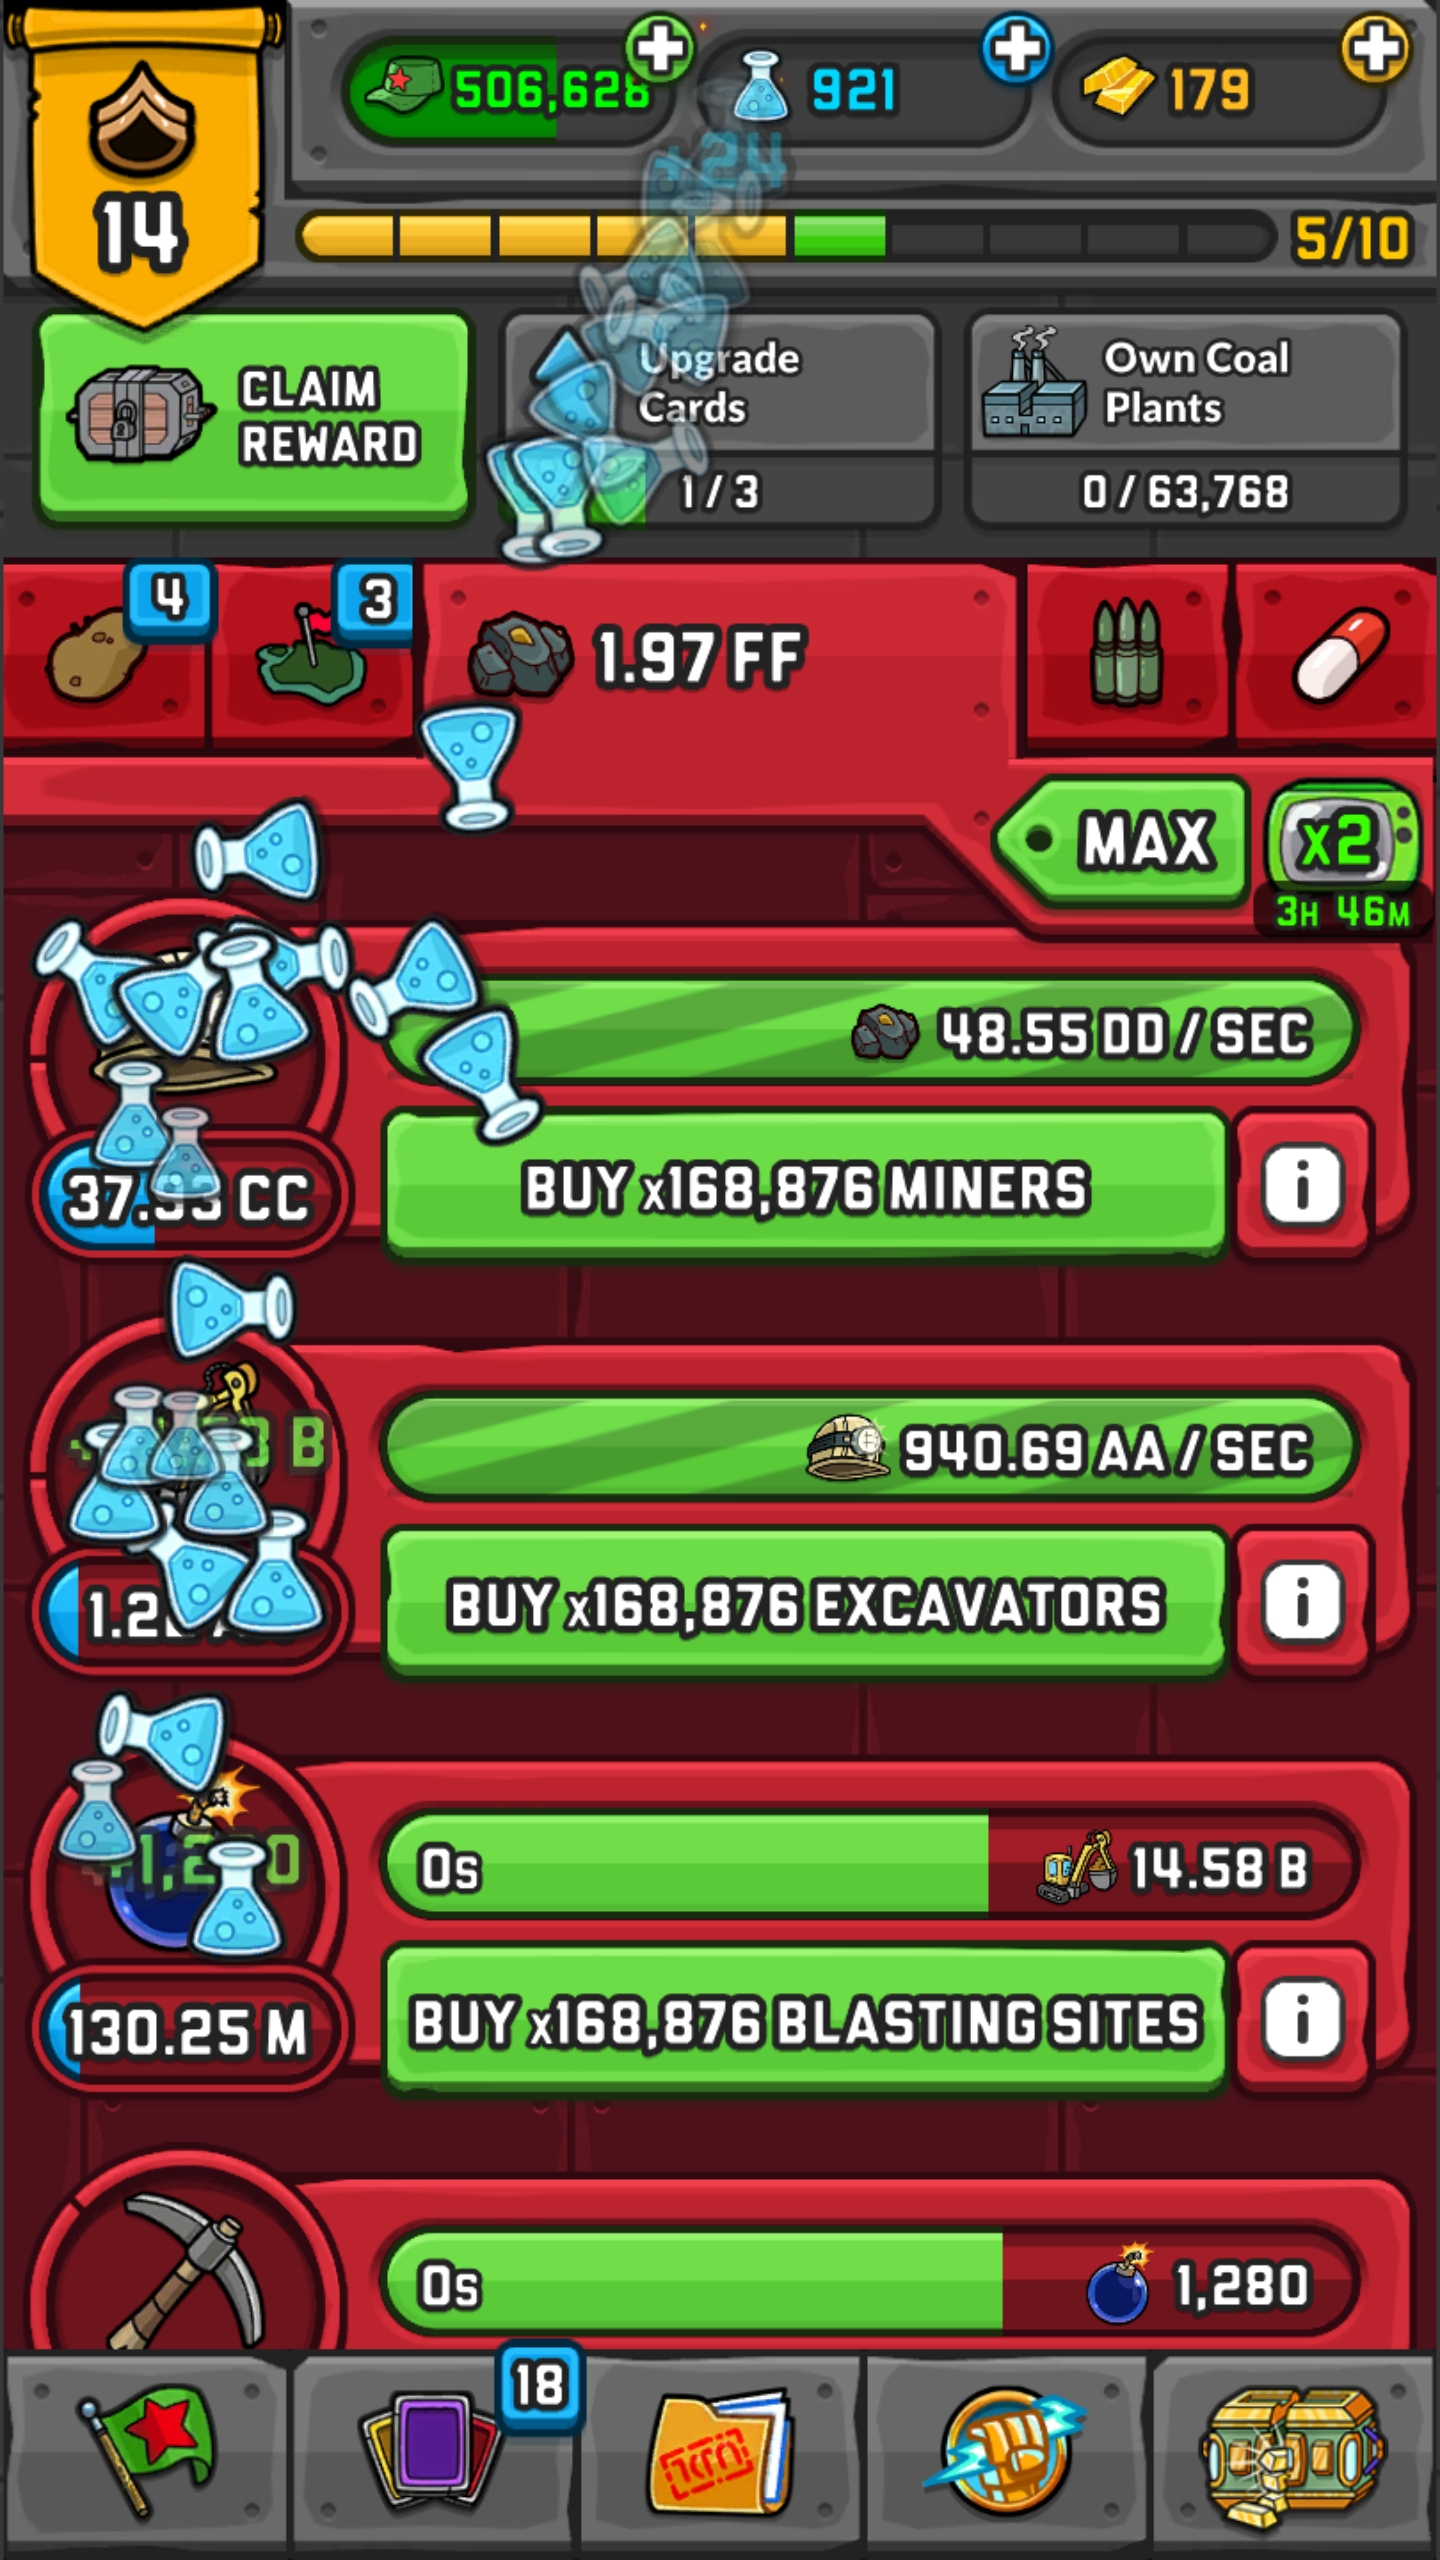 14
506,628
921
179
+24
5/10
CLAIM
REWARD
Upgrade
Cards
1 / 3
Own Coal
Plants
0 / 63,768
4
3
1.97 FF
MAX
x2
3H 46M
48.55 DD / SEC
CC
BUY x168,876 MINERS
i
940.69 AA / SEC
B
BUY x168,876 EXCAVATORS
i
0s
14.58 B
130.25 M
BUY x168,876 BLASTING SITES
i
0s
1,280
18